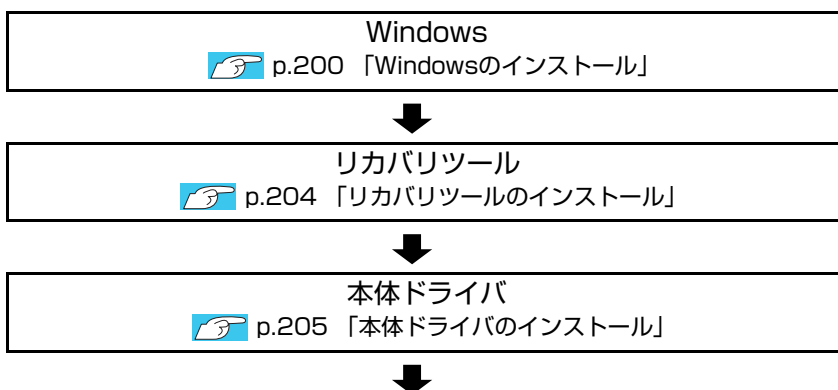 Windows
p.200 「Windowsのインストール」
リカバリツール
p.204 「リカバリツールのインストール」
本体ドライバ
p.205 「本体ドライバのインストール」